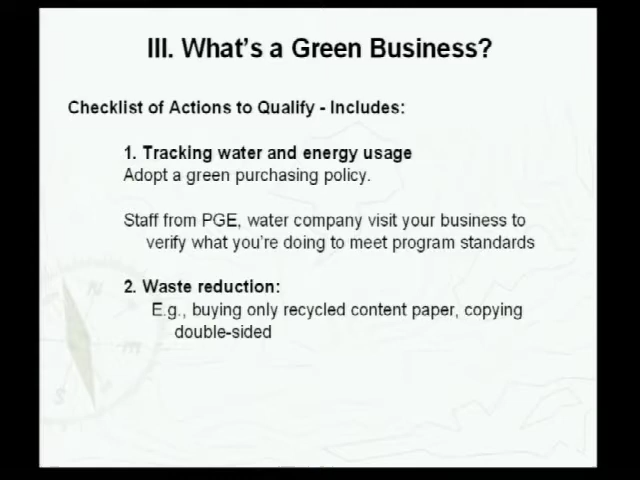 III. What's a Green Business?
Checklist of Actions to Qualify - Includes:
1. Tracking water and energy usage
Adopt a green purchasing policy.
Staff from PGE, water company visit your business to
verify what you're doing to meet program standards
2. Waste reduction:
E.g., buying only recycled content paper, copying
double-sided
N
m
S